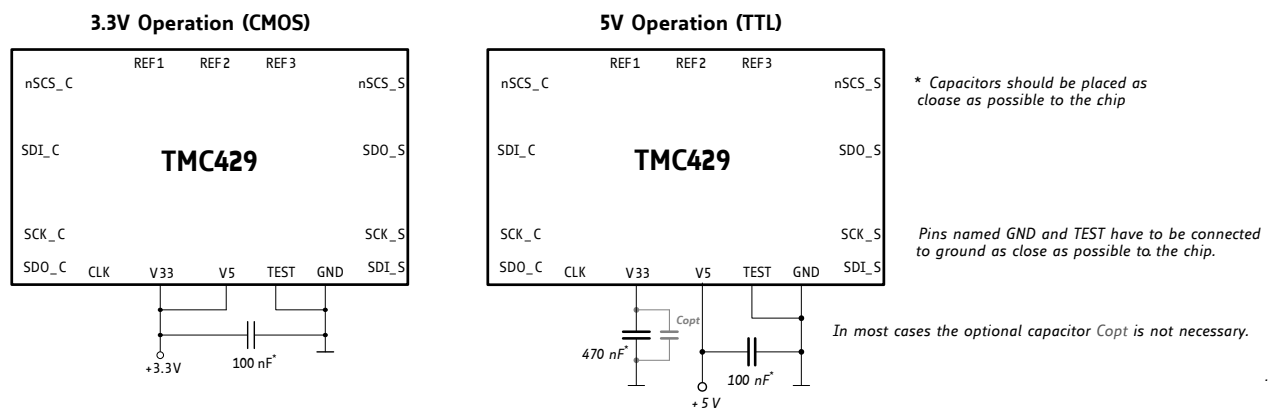 3.3V Operation (CMOS)
REF1 REF2 REF3
nSCS_C nSCS_S
SDI_C TMC429 SDO_S
SCK_C SCK_S
SDO_C CLK V33 V5 TEST GND SDI_S
+3.3V 100 nF*
5V Operation (TTL)
REF1 REF2 REF3
nSCS_C nSCS_S
SDI_C TMC429 SDO_S
SCK_C SCK_S
SDO_C CLK V33 V5 TEST GND SDI_S
Copt
470 nF*
100 nF*
+5 V
* Capacitors should be placed as
cloase as possible to the chip
Pins named GND and TEST have to be connected
to ground as close as possible to the chip.
In most cases the optional capacitor Copt is not necessary.
.